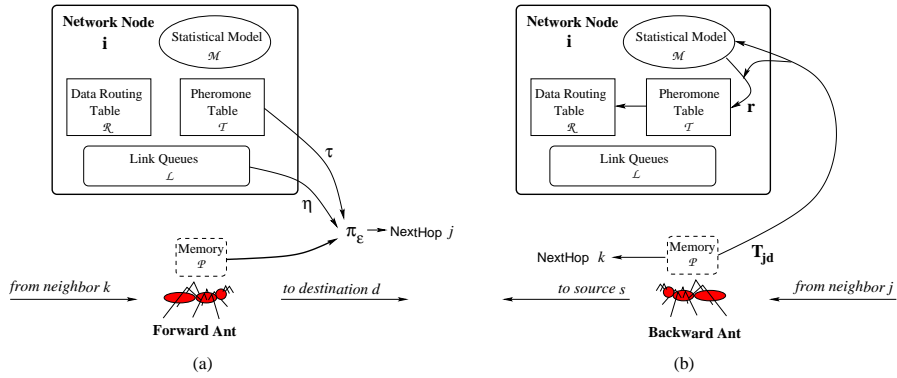 Network Node
i
Statistical Model
M
Data Routing
Table
R
Pheromone
Table
T
Link Queues
L
τ
η
π_ε
NextHop j
Memory
P
from neighbor k
to destination d
Forward Ant
(a)
Network Node
i
Statistical Model
M
Data Routing
Table
R
Pheromone
Table
T
r
Link Queues
L
NextHop k
Memory
P
T_jd
to source s
from neighbor j
Backward Ant
(b)